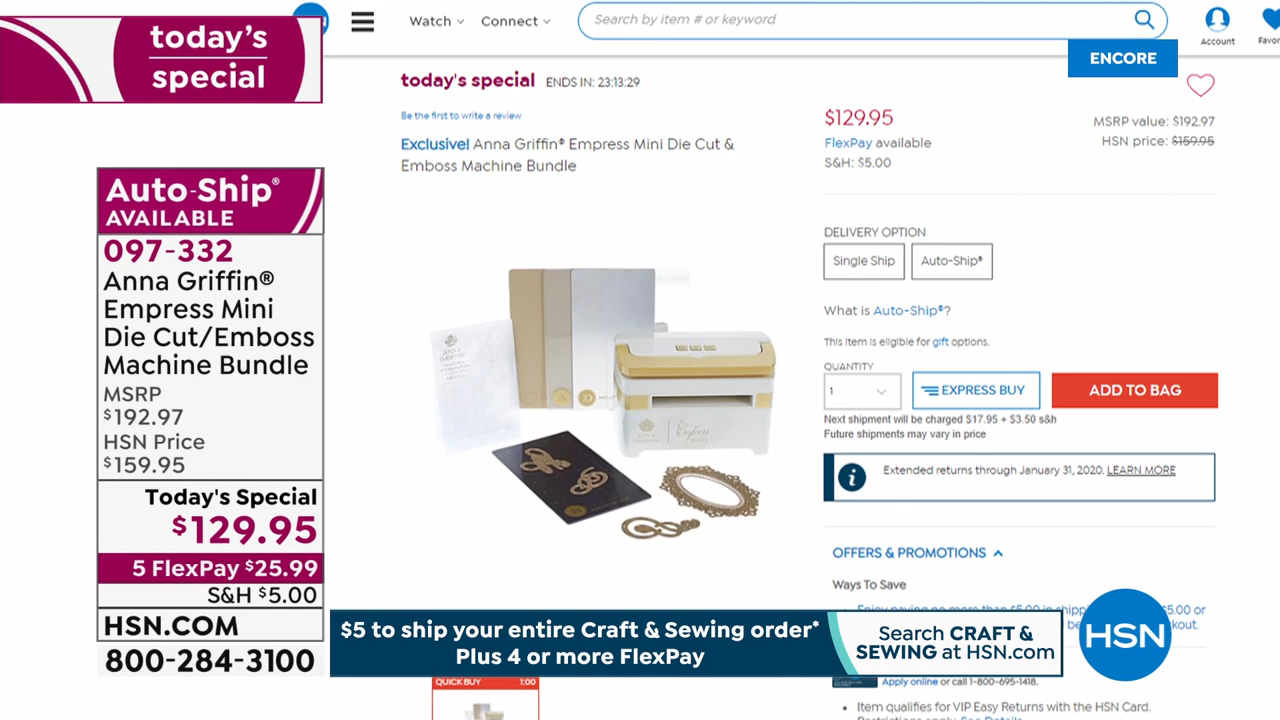 today's
special
Watch
Connect
Search by item # or keyword
Account
Favor
ENCORE
today's special ENDS IN: 23:13:29
Be the first to write a review
Exclusive! Anna Griffin® Empress Mini Die Cut &
Emboss Machine Bundle
$129.95
FlexPay available
S&H: $5.00
MSRP value: $192.97
HSN price: $159.95
DELIVERY OPTION
Single Ship
Auto-Ship®
What is Auto-Ship®?
This item is eligible for gift options.
QUANTITY
1
EXPRESS BUY
ADD TO BAG
Next shipment will be charged $17.95 + $3.50 s&h
Future shipments may vary in price
Extended returns through January 31, 2020. LEARN MORE
OFFERS & PROMOTIONS
Ways To Save
Auto-Ship®
AVAILABLE
097-332
Anna Griffin®
Empress Mini
Die Cut/Emboss
Machine Bundle
MSRP
$192.97
HSN Price
$159.95
Today's Special
$129.95
5 FlexPay $25.99
S&H $5.00
HSN.COM
800-284-3100
ANNA
GRIFFIN
Empress
MINI
$5 to ship your entire Craft & Sewing order*
Plus 4 or more FlexPay
Search CRAFT &
SEWING at HSN.com
HSN
QUICK BUY 1:00
Apply online or call 1-800-695-1418.
Item qualifies for VIP Easy Returns with the HSN Card.